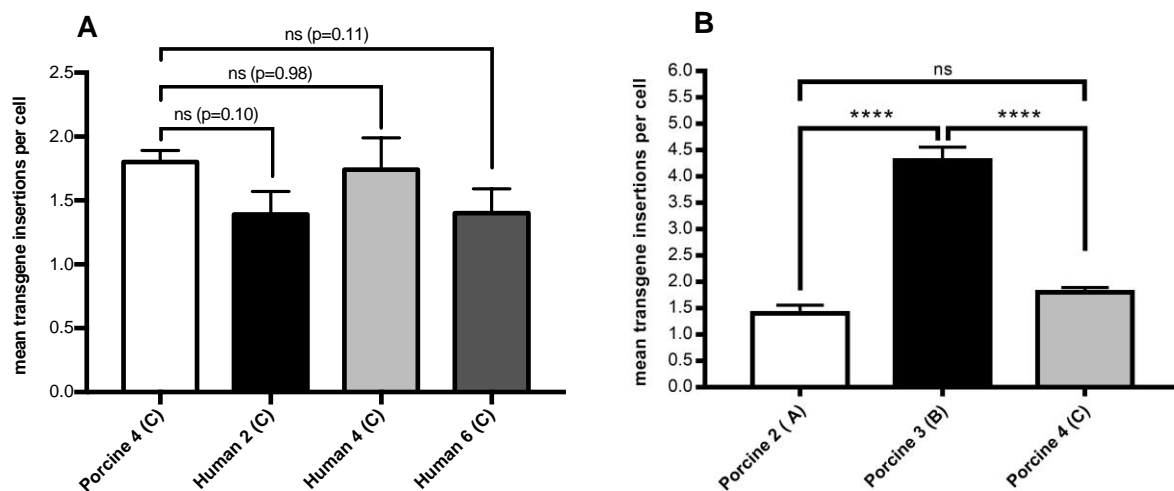 A
ns (p=0.11)
ns (p=0.98)
ns (p=0.10)
mean transgene insertions per cell
2.5
2.0
1.5
1.0
0.5
0.0
Porcine 4 (C)
Human 2 (C)
Human 4 (C)
Human 6 (C)
B
ns
**** ****
mean transgene insertions per cell
6.0
5.5
5.0
4.5
4.0
3.5
3.0
2.5
2.0
1.5
1.0
0.5
0.0
Porcine 2 ( A)
Porcine 3 (B)
Porcine 4 (C)